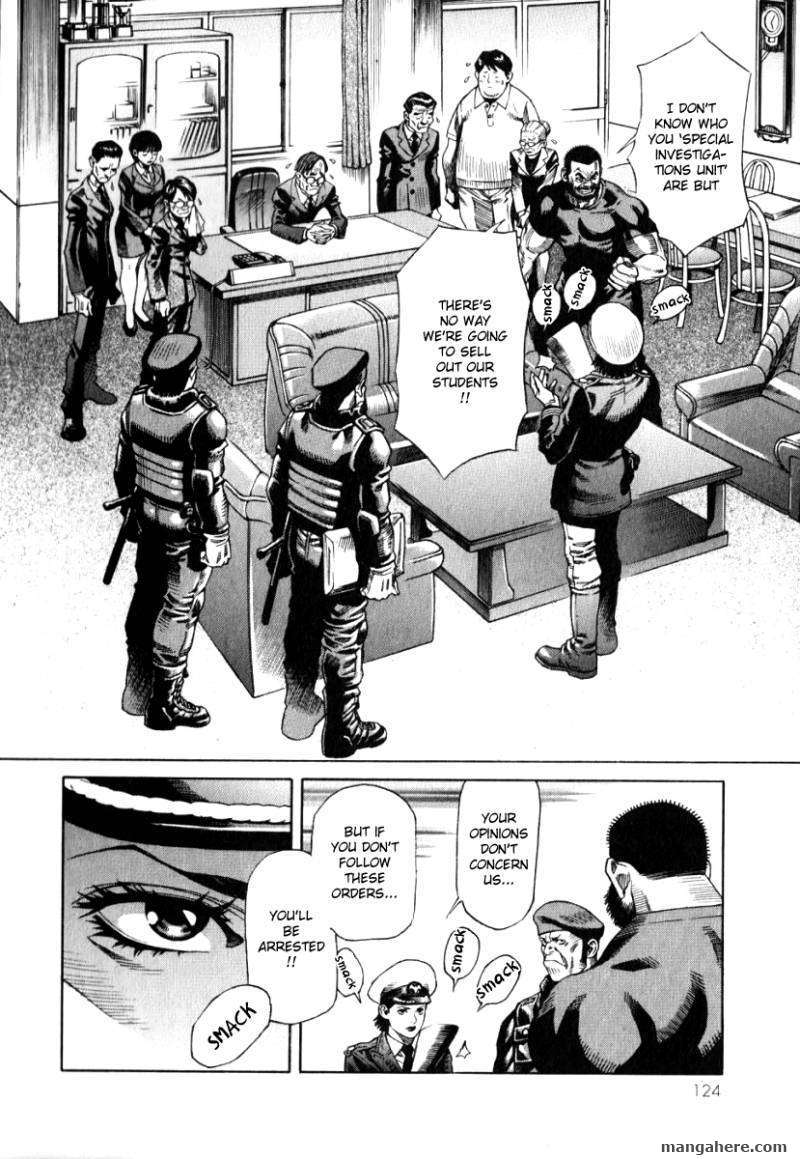 I DON'T
KNOW WHO
YOU 'SPECIAL
INVESTIGA-
TIONS UNIT'
ARE BUT
smack
smack
smack
THERE'S
NO WAY
WE'RE GOING
TO SELL
OUT OUR
STUDENTS
!!
YOUR
OPINIONS
DON'T
CONCERN
US...
smack
smack
BUT IF
YOU DON'T
FOLLOW
THESE
ORDERS...
YOU'LL
BE
ARRESTED
!!
smack
SMACK
124
mangahere.com